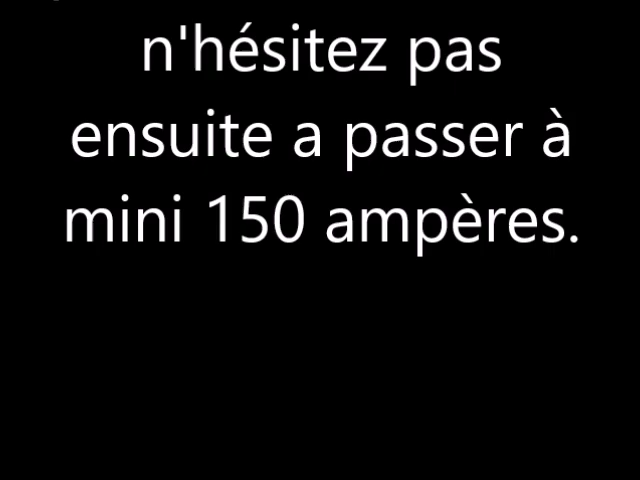 n'hésitez pas
ensuite a passer à
mini 150 ampères.